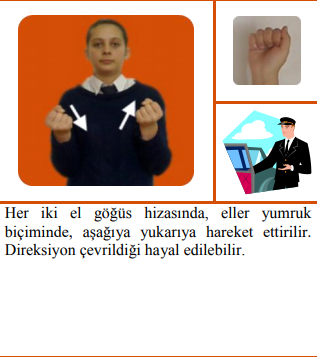 Her iki el göğüs hizasında, eller yumruk
biçiminde, aşağıya yukarıya hareket ettirilir.
Direksiyon çevrildiği hayal edilebilir.